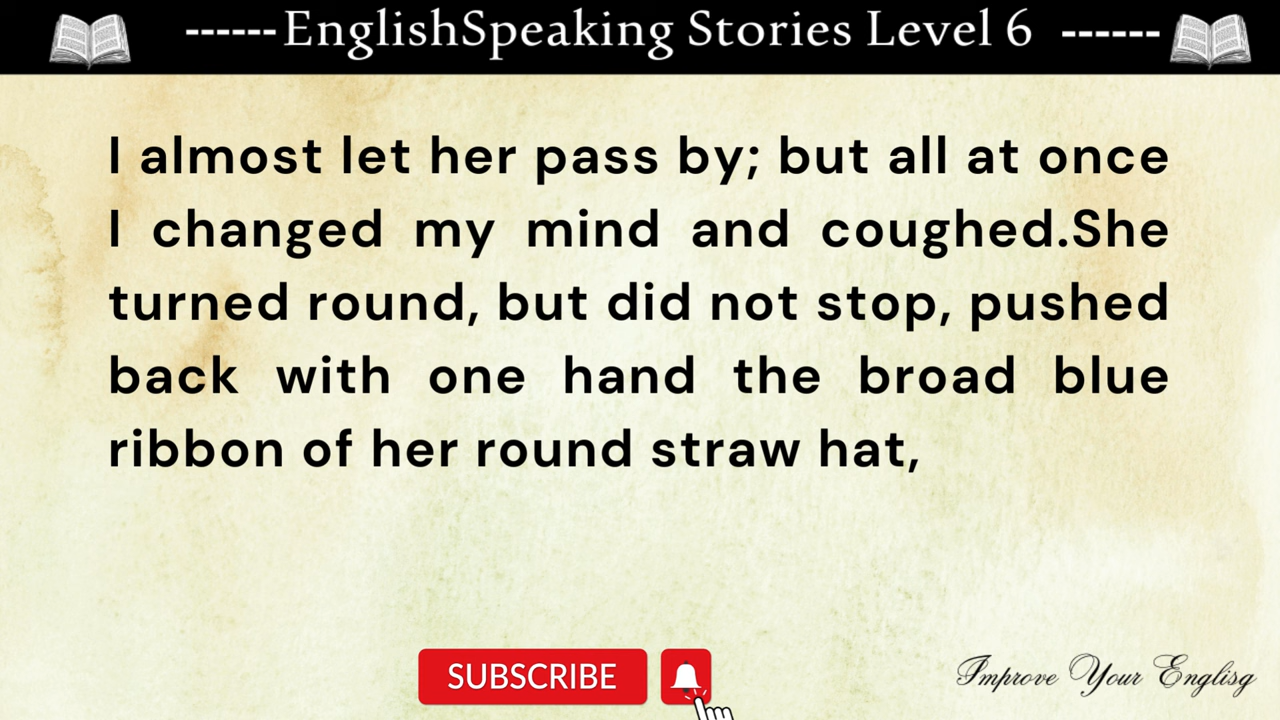 ------EnglishSpeaking Stories Level 6 ------
I almost let her pass by; but all at once
I changed my mind and coughed.She
turned round, but did not stop, pushed
back with one hand the broad blue
ribbon of her round straw hat,
SUBSCRIBE
Improve Your Englisg